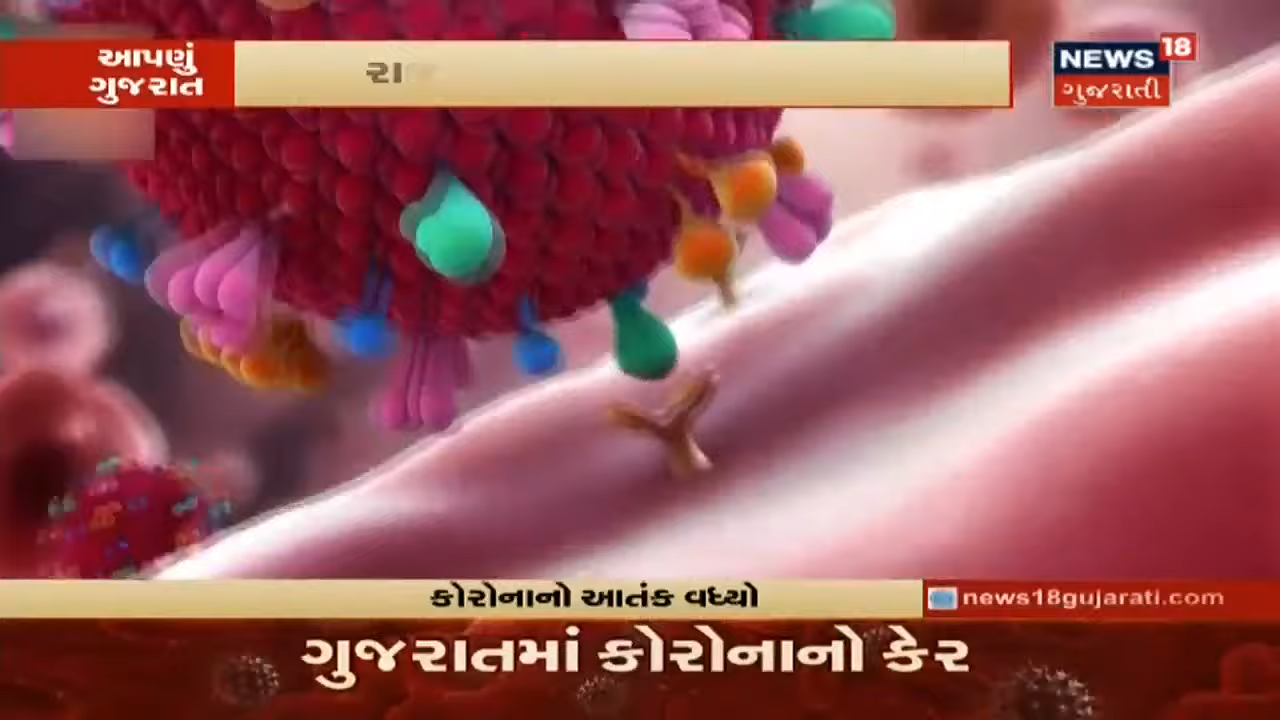 આપણું
ગુજરાત
NEWS 18
ગુજરાતી
કોરોનાનો આતંક વધ્યો
news18gujarati.com
ગુજરાતમાં કોરોનાનો કેર